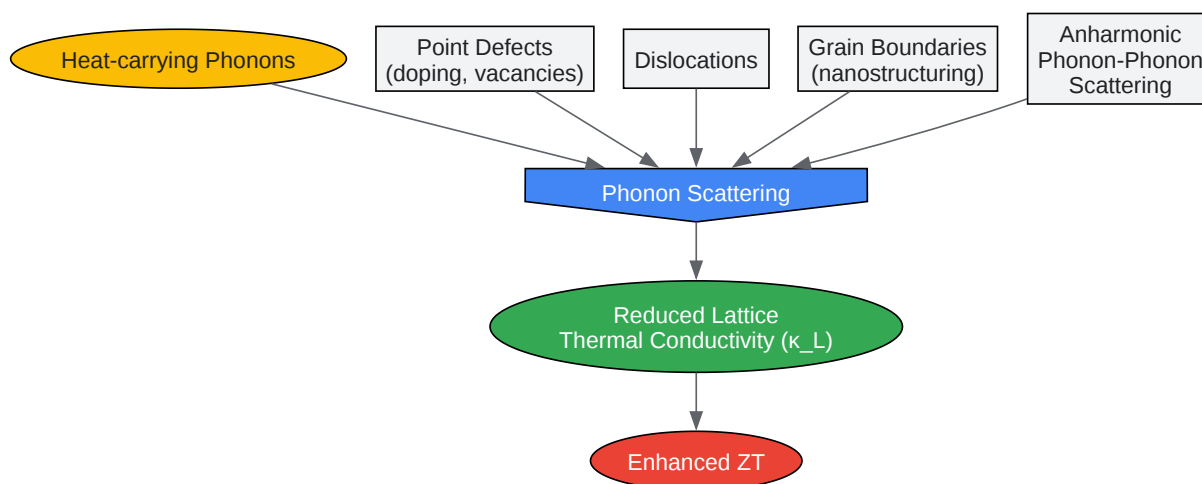 Heat-carrying Phonons
Point Defects
(doping, vacancies)
Dislocations
Grain Boundaries
(nanostructuring)
Anharmonic
Phonon-Phonon
Scattering
Phonon Scattering
Reduced Lattice
Thermal Conductivity (κ_L)
Enhanced ZT